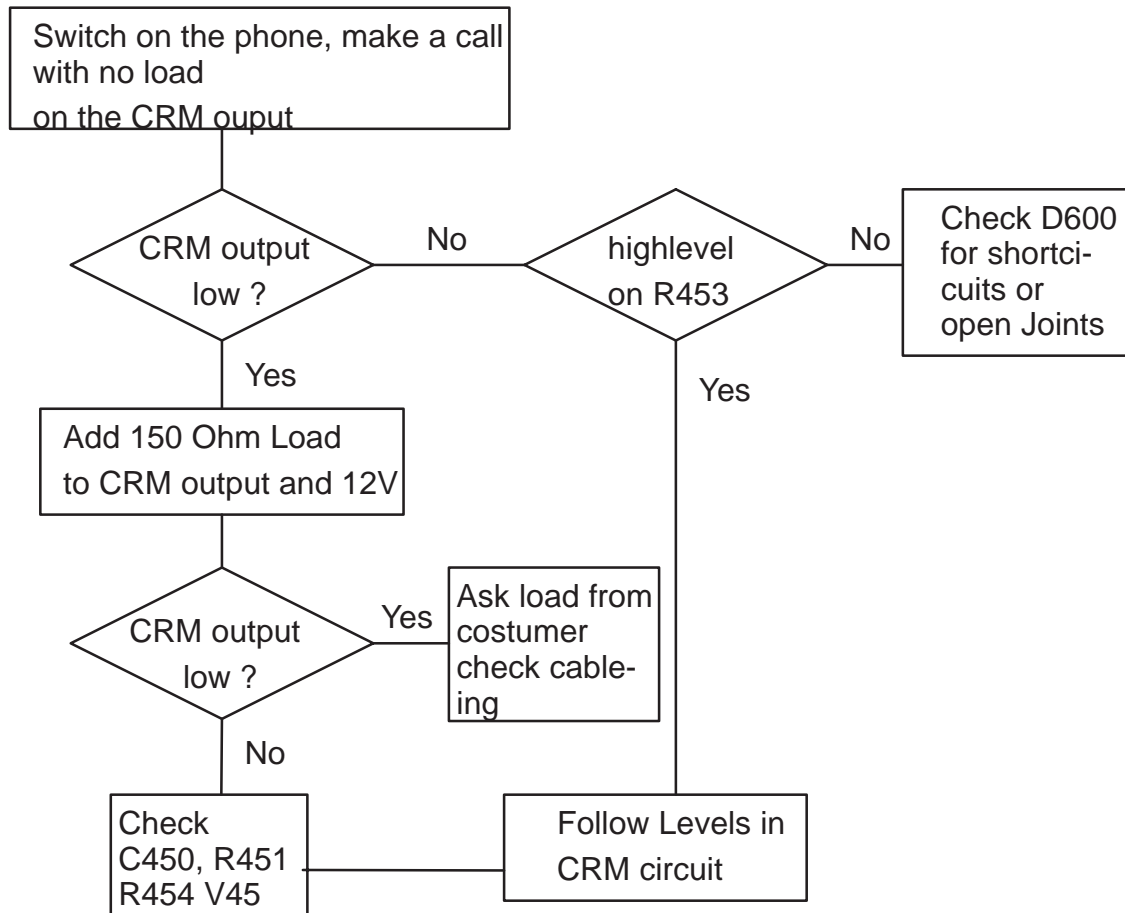 Switch on the phone, make a call
with no load
on the CRM ouput
CRM output
low ?
No
highlevel
on R453
No
Check D600
for shortci-
cuits or
open Joints
Yes
Yes
Add 150 Ohm Load
to CRM output and 12V
CRM output
low ?
Yes
Ask load from
costumer
check cable-
ing
No
Check
C450, R451
R454 V45
Follow Levels in
CRM circuit